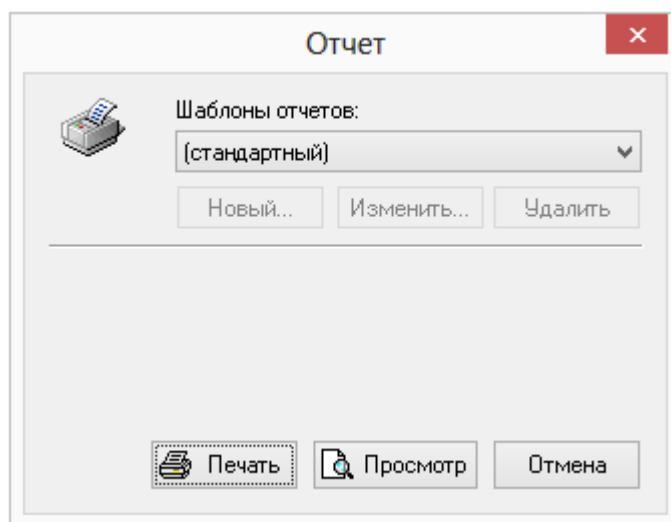 Отчет
Шаблоны отчетов:
(стандартный)
Новый... Изменить... Удалить
Печать Просмотр Отмена